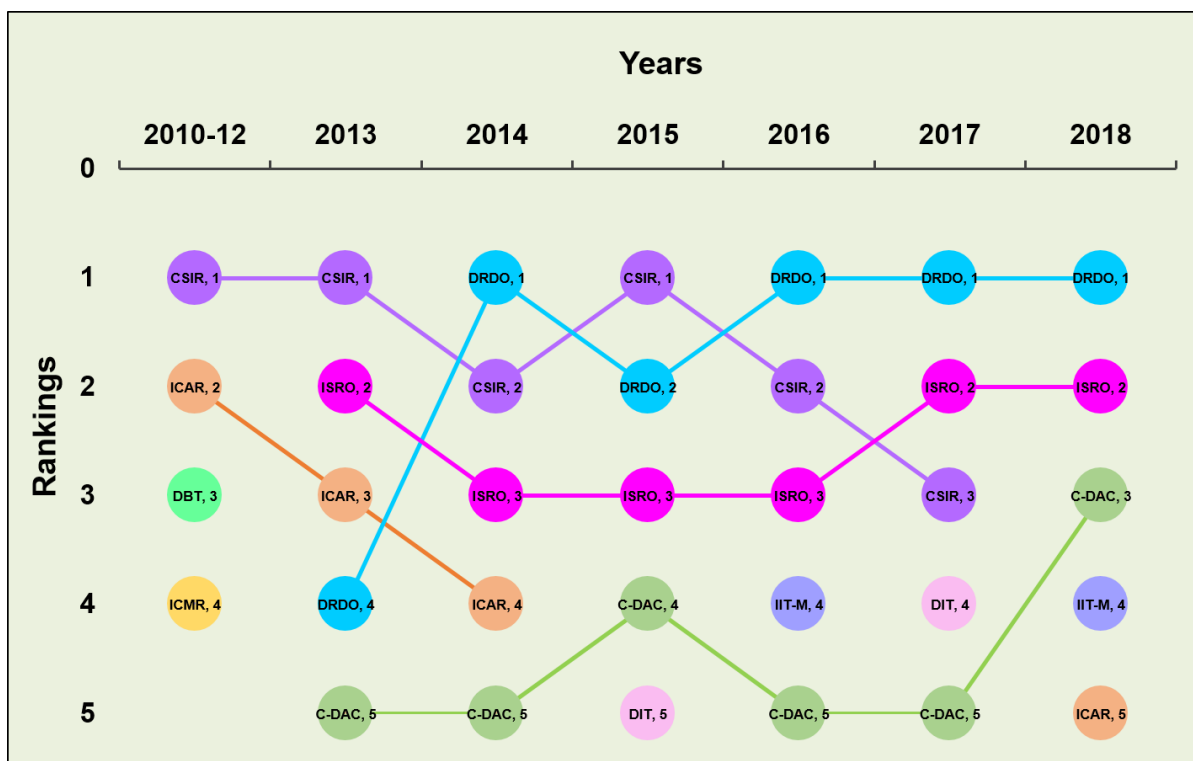 Years
2010-12 2013 2014 2015 2016 2017 2018
0
Rankings
1 CSIR, 1 CSIR, 1 DRDO, 1 CSIR, 1 DRDO, 1 DRDO, 1 DRDO, 1
2 ICAR, 2 ISRO, 2 CSIR, 2 DRDO, 2 CSIR, 2 ISRO, 2 ISRO, 2
3 DBT, 3 ICAR, 3 ISRO, 3 ISRO, 3 ISRO, 3 CSIR, 3 C-DAC, 3
4 ICMR, 4 DRDO, 4 ICAR, 4 C-DAC, 4 IIT-M, 4 DIT, 4 IIT-M, 4
5 C-DAC, 5 C-DAC, 5 DIT, 5 C-DAC, 5 C-DAC, 5 ICAR, 5